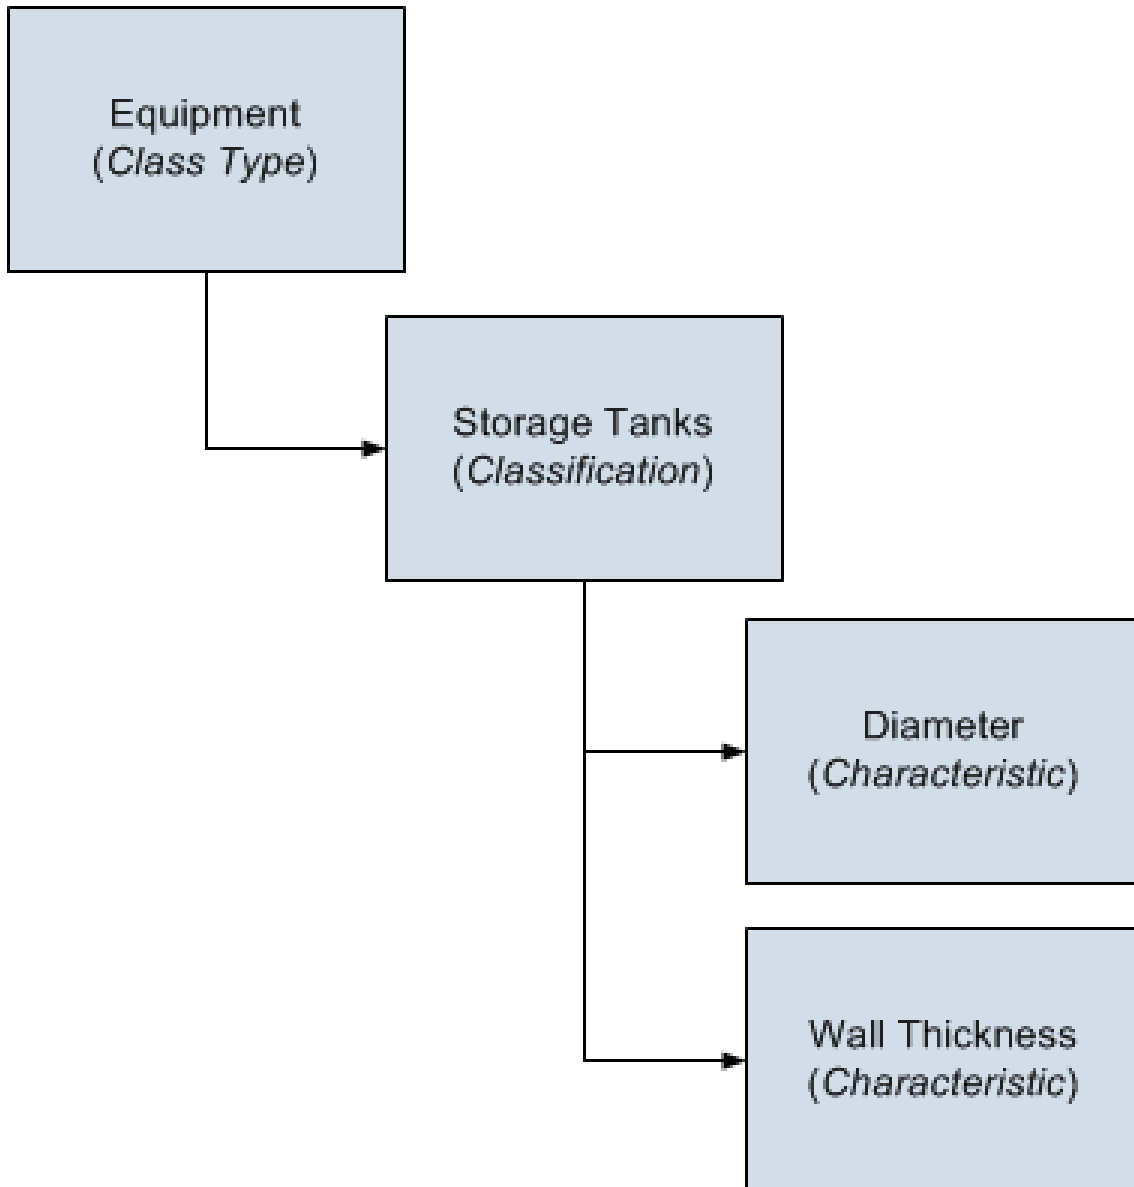 Equipment
(Class Type)
Storage Tanks
(Classification)
Diameter
(Characteristic)
Wall Thickness
(Characteristic)